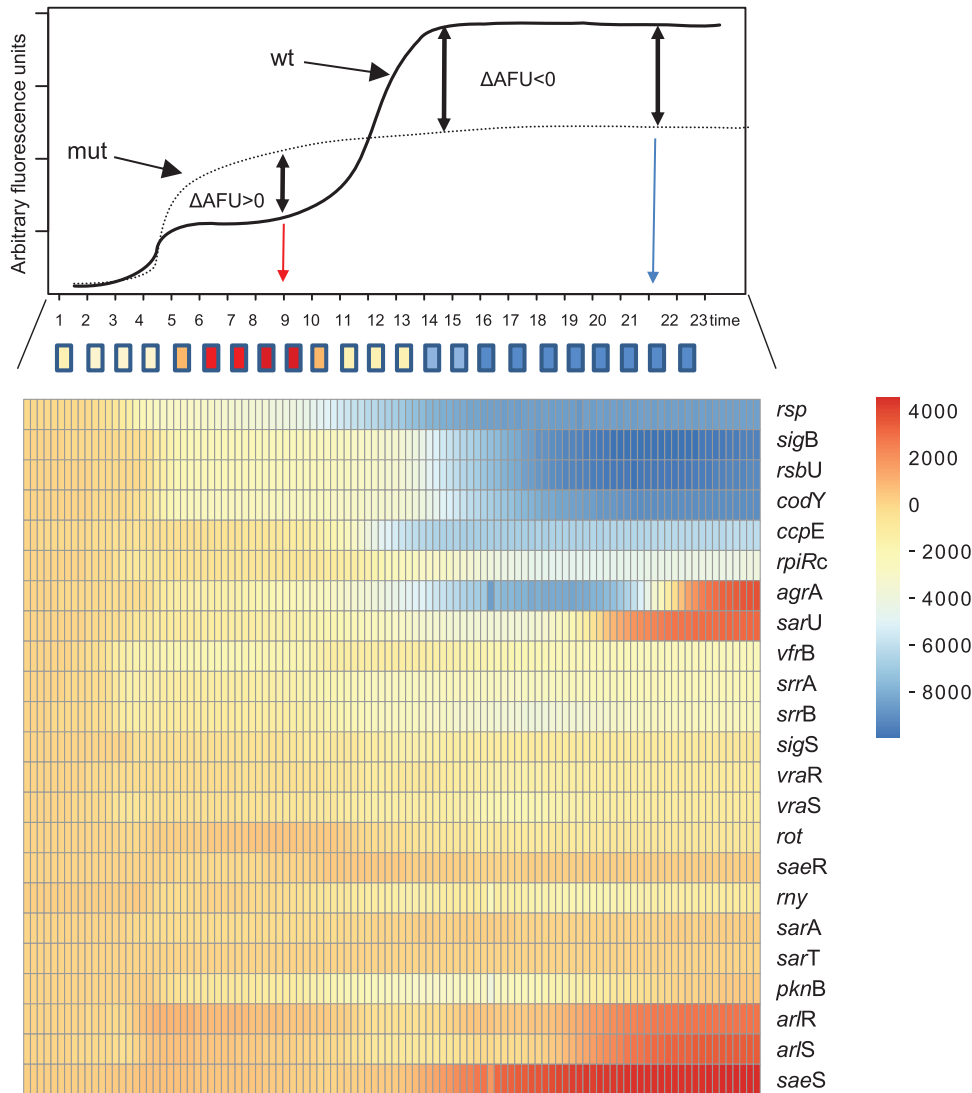 Arbitrary fluorescence units
wt
ΔAFU<0
mut
ΔAFU>0
1 2 3 4 5 6 7 8 9 10 11 12 13 14 15 16 17 18 19 20 21 22 23 time
rsp
sigB
rsbU
codY
ccpE
rpiRc
agrA
sarU
vfrB
srrA
srrB
sigS
vraR
vraS
rot
saeR
rny
sarA
sarT
pknB
arlR
arlS
saeS
4000
2000
0
- 2000
- 4000
- 6000
- 8000